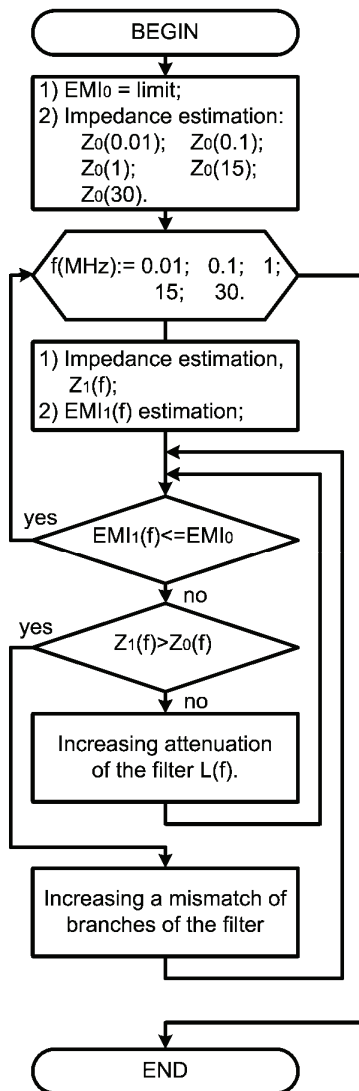 BEGIN
1) EMI₀ = limit;
2) Impedance estimation:
Z₀(0.01); Z₀(0.1);
Z₀(1); Z₀(15);
Z₀(30).
f(MHz):= 0.01; 0.1; 1;
15; 30.
1) Impedance estimation,
Z₁(f);
2) EMI₁(f) estimation;
yes
EMI₁(f)<=EMI₀
no
yes
Z₁(f)>Z₀(f)
no
Increasing attenuation
of the filter L(f).
Increasing a mismatch of
branches of the filter
END